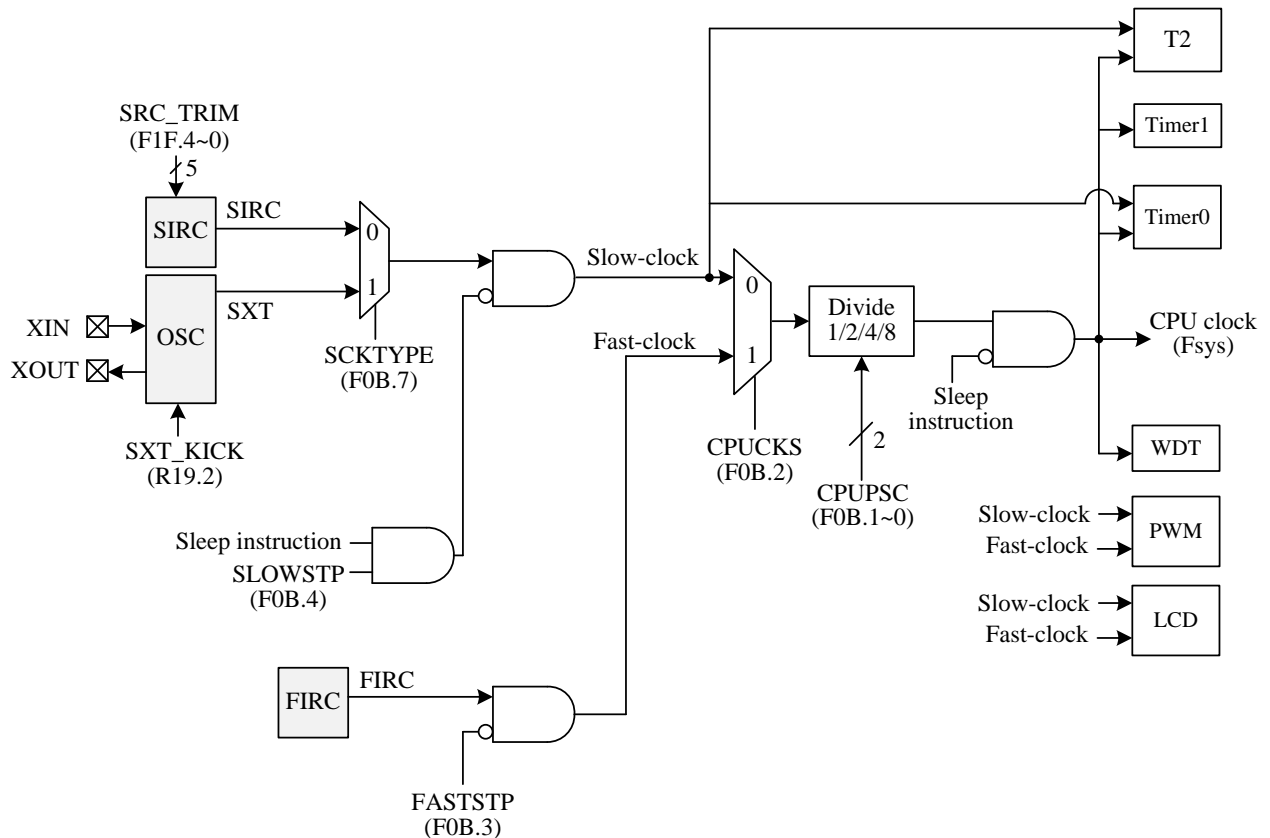 T2
SRC_TRIM
(F1F.4~0)
5
Timer1
SIRC
SIRC
0
Timer0
Slow-clock
0
1
SXT
OSC
Divide
1/2/4/8
XIN
CPU clock
(Fsys)
Fast-clock
1
XOUT
SCKTYPE
(F0B.7)
Sleep
instruction
SXT_KICK
(R19.2)
CPUCKS
(F0B.2)
2
WDT
CPUPSC
(F0B.1~0)
Slow-clock
PWM
Fast-clock
Sleep instruction
SLOWSTP
(F0B.4)
Slow-clock
LCD
Fast-clock
FIRC
FIRC
FASTSTP
(F0B.3)